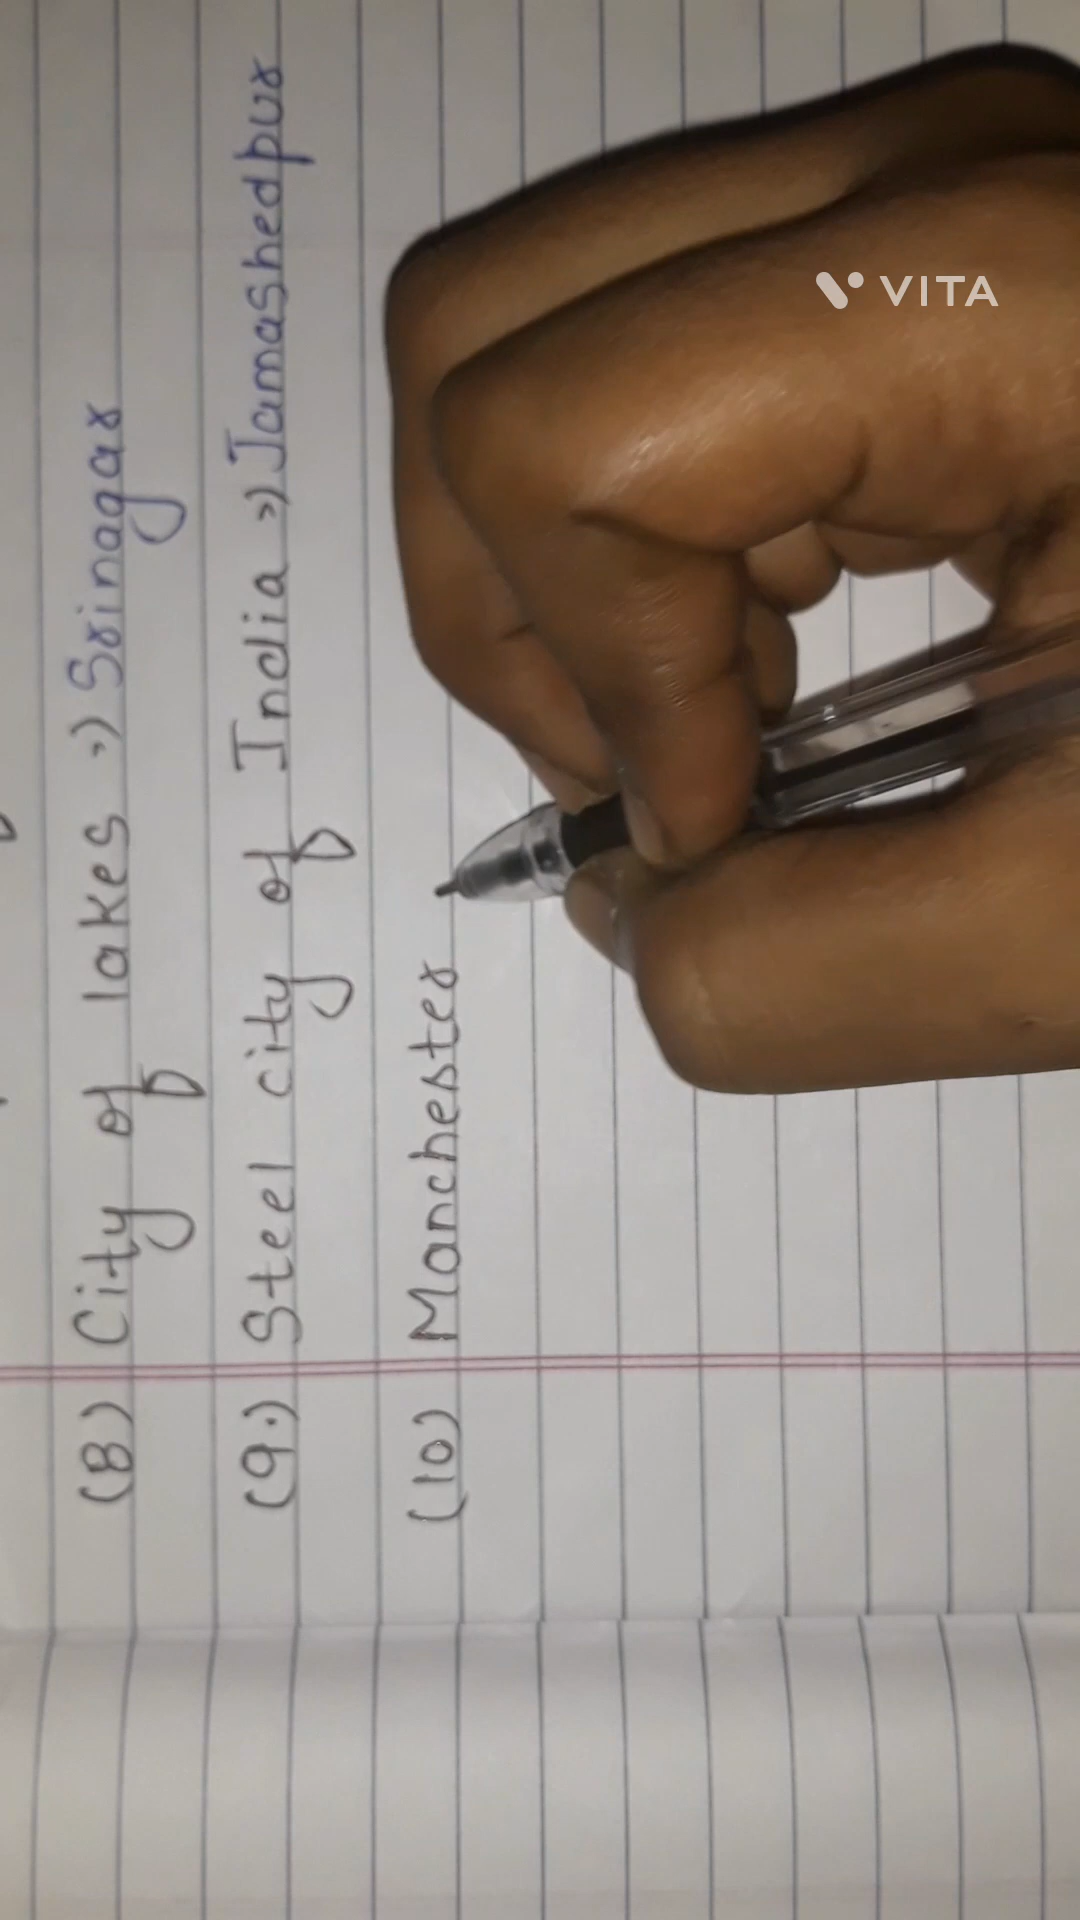 (8) City of lakes => Srinagar
(9.) Steel city of India => Jamashedpur
(10) Manchester
VITA